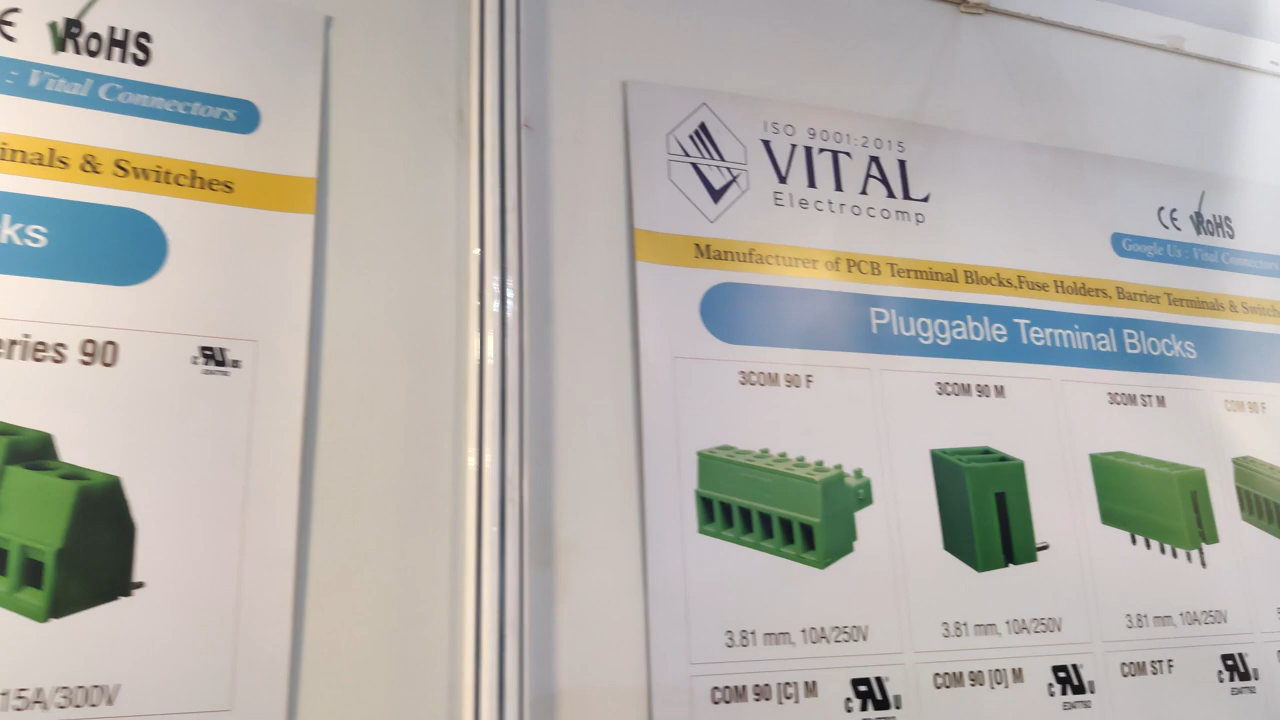 CE RoHS
: Vital Connectors
inals & Switches
ks
eries 90
15A/300V
ISO 9001:2015
VITAL
Electrocomp
CE RoHS
Google Us : Vital Connectors
Manufacturer of PCB Terminal Blocks,Fuse Holders, Barrier Terminals & Switch
Pluggable Terminal Blocks
3COM 90 F
3COM 90 M
3COM ST M
COM 90 F
3.81 mm, 10A/250V
3.81 mm, 10A/250V
3.81 mm, 10A/250V
COM 90 [C] M
COM 90 [O] M
COM ST F